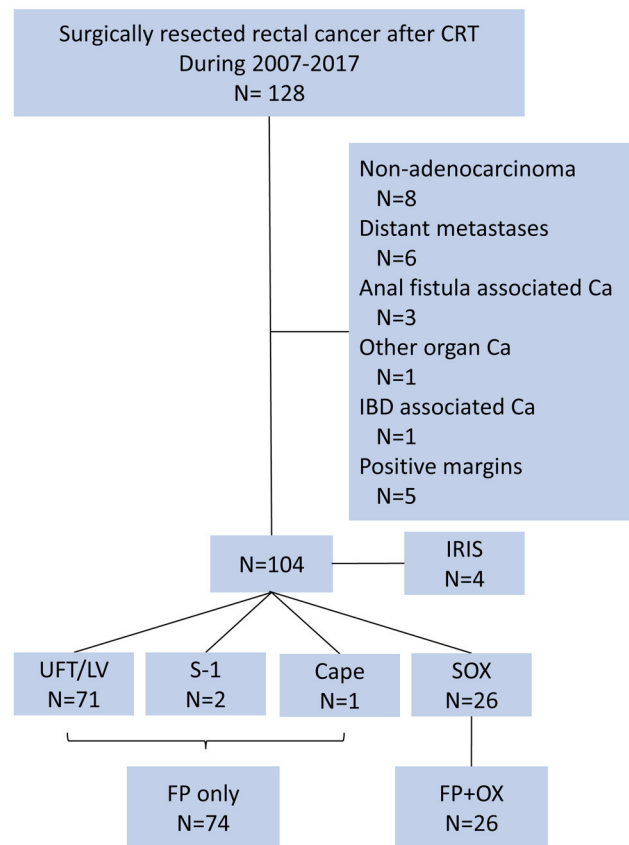 Surgically resected rectal cancer after CRT
During 2007-2017
N= 128
Non-adenocarcinoma
N=8
Distant metastases
N=6
Anal fistula associated Ca
N=3
Other organ Ca
N=1
IBD associated Ca
N=1
Positive margins
N=5
N=104
IRIS
N=4
UFT/LV
N=71
S-1
N=2
Cape
N=1
SOX
N=26
FP only
N=74
FP+OX
N=26